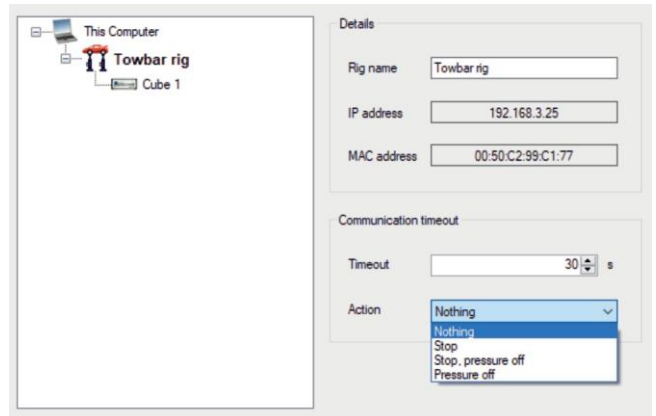 This Computer
Towbar rig
Cube 1
Details
Rig name Towbar rig
IP address 192.168.3.25
MAC address 00:50:C2:99:C1:77
Communication timeout
Timeout 30 s
Action Nothing
Nothing
Stop
Stop, pressure off
Pressure off